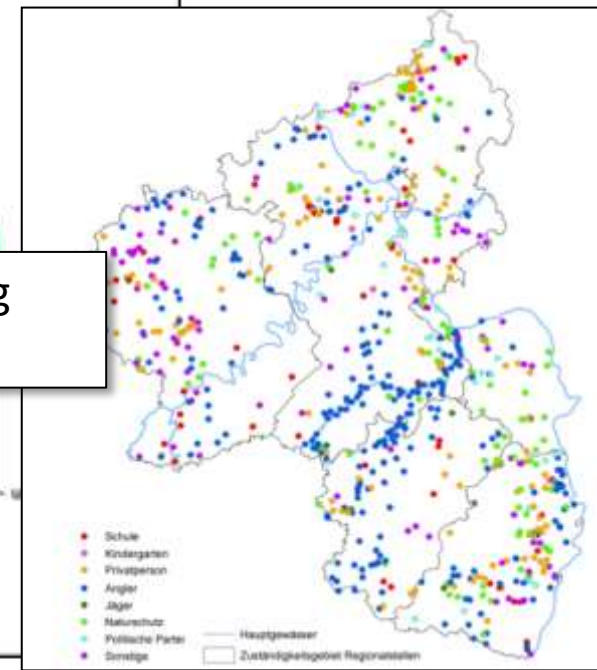 g
Schule
Kindergarten
Privatperson
Angler
Jäger
Naturschutz
Politische Partei
Sonstige
Hauptgewässer
Zuständigkeitsgebiet Regionalstellen